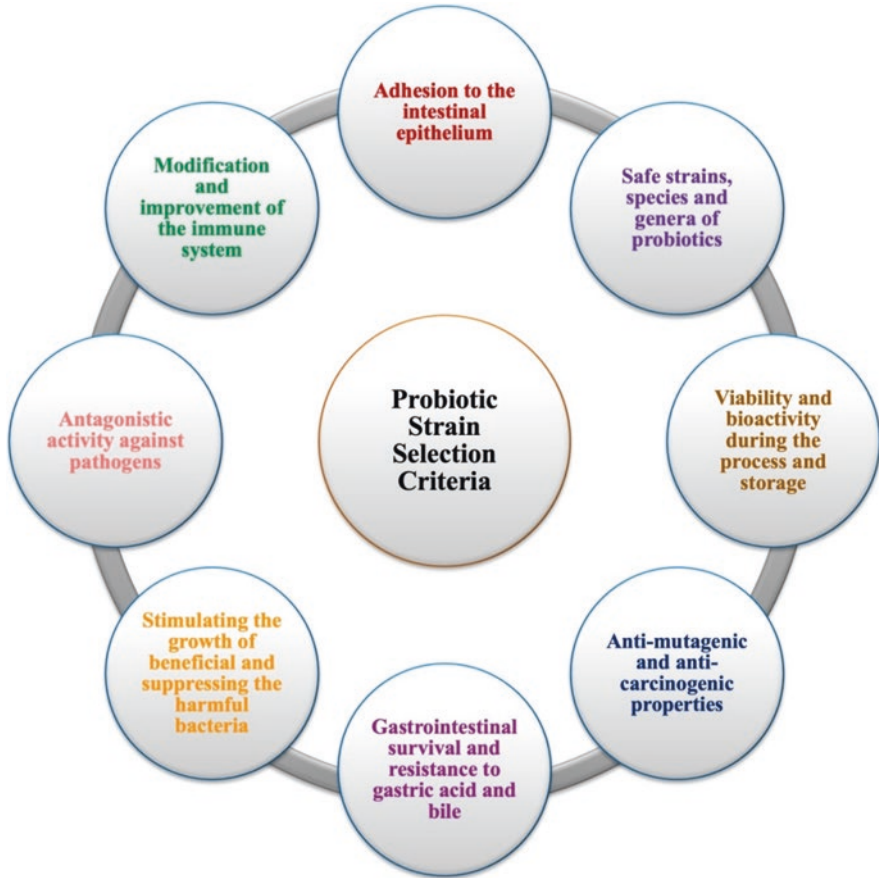 Adhesion to the
intestinal
epithelium
Safe strains,
species and
genera of
probiotics
Viability and
bioactivity
during the
process and
storage
Anti-mutagenic
and anti-
carcinogenic
properties
Gastrointestinal
survival and
resistance to
gastric acid and
bile
Stimulating the
growth of
beneficial and
suppressing the
harmful
bacteria
Antagonistic
activity against
pathogens
Modification
and
improvement of
the immune
system
Probiotic
Strain
Selection
Criteria